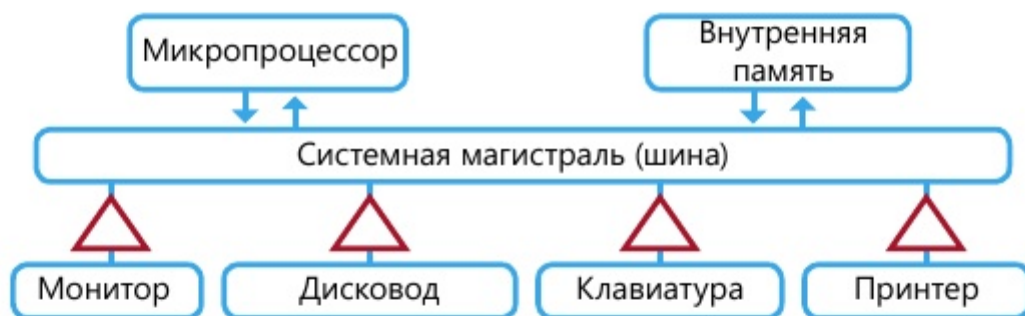 Микропроцессор
Внутренняя
память
Системная магистраль (шина)
Монитор
Дисковод
Клавиатура
Принтер